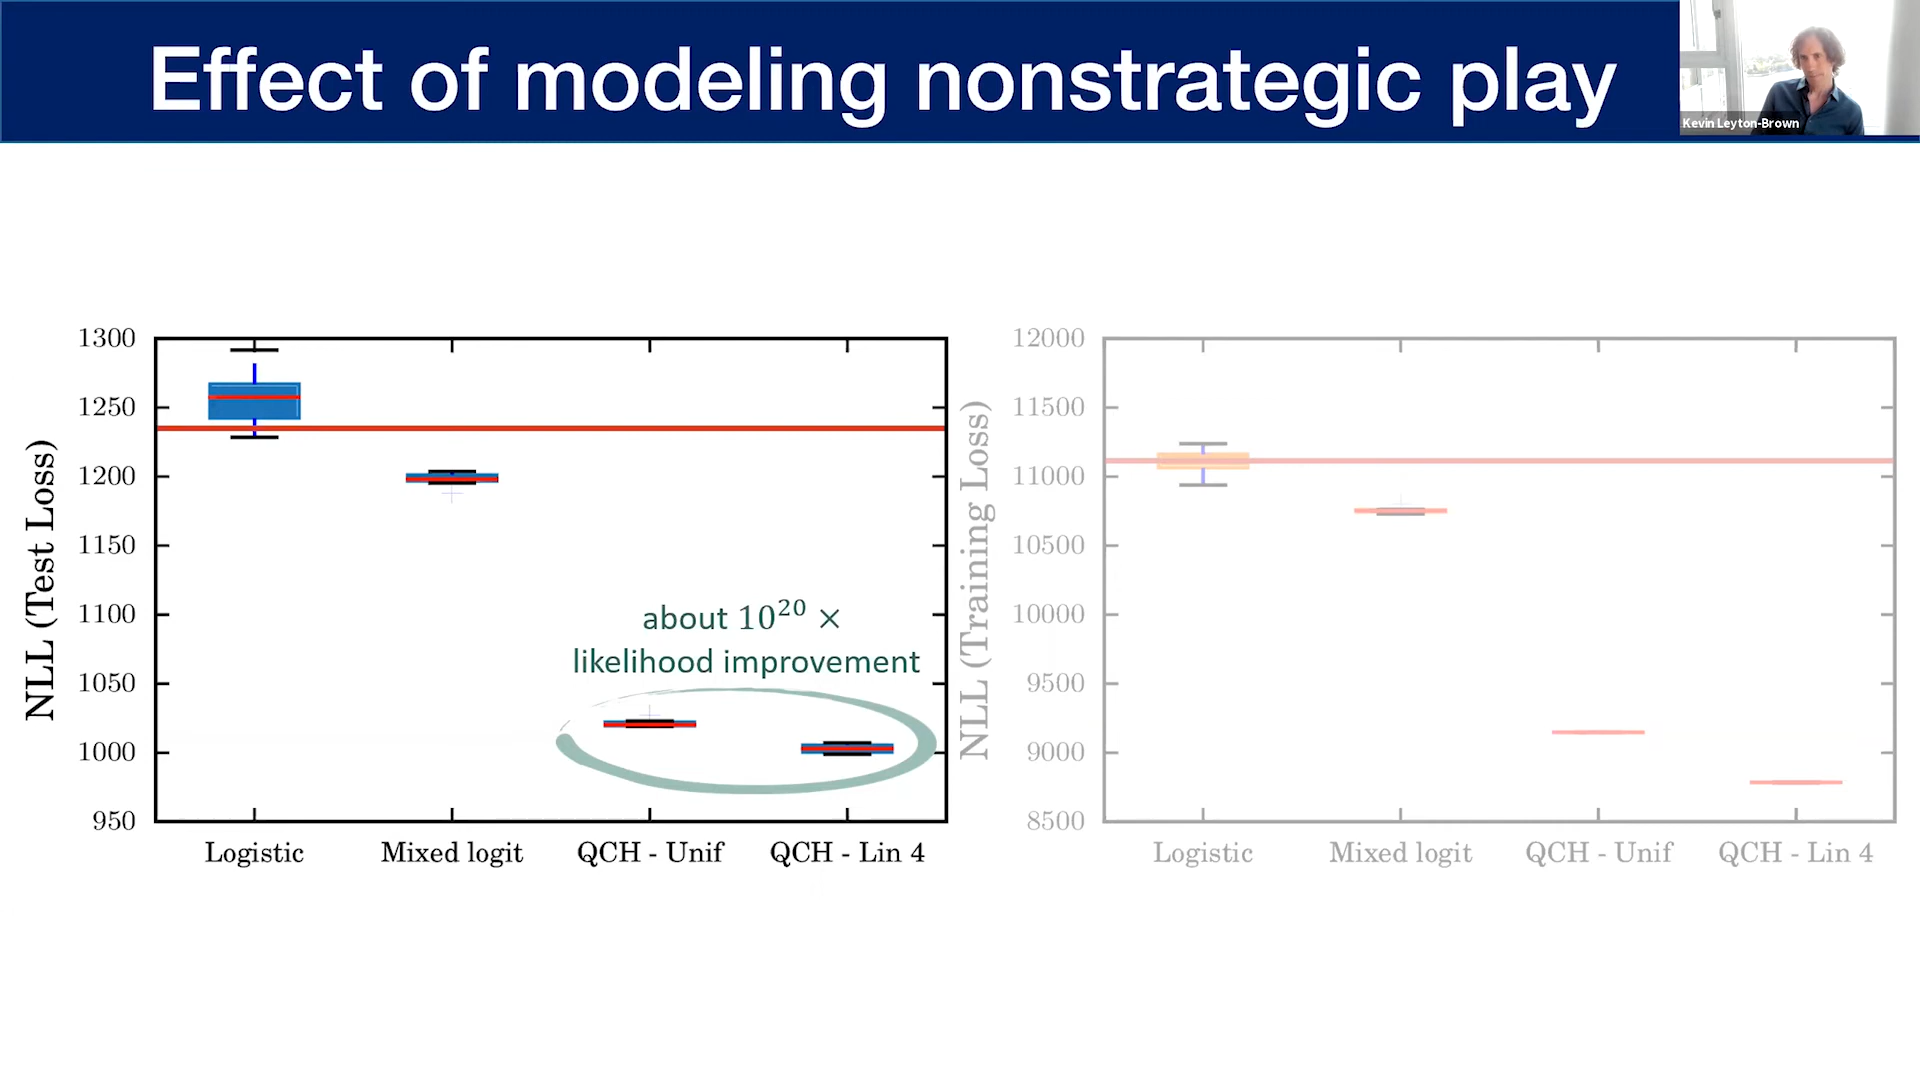 Effect of modeling nonstrategic play
Kevin Leyton-Brown
NLL (Test Loss)
1300
1250
1200
1150
1100
1050
1000
950
about 10²⁰ ×
likelihood improvement
Logistic
Mixed logit
QCH - Unif
QCH - Lin 4
NLL (Training Loss)
12000
11500
11000
10500
10000
9500
9000
8500
Logistic
Mixed logit
QCH - Unif
QCH - Lin 4